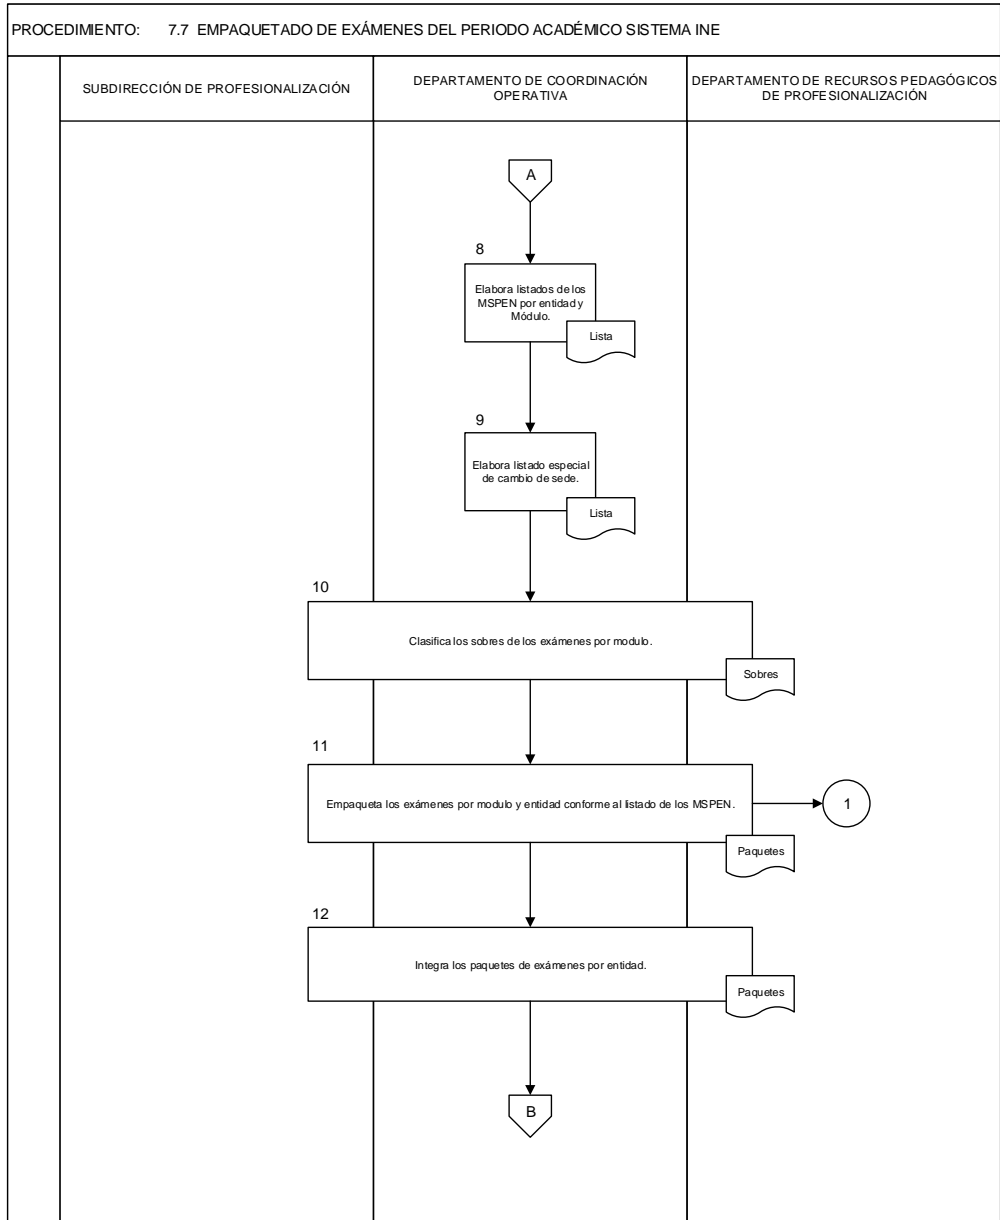 PROCEDIMIENTO: 7.7 EMPAQUETADO DE EXÁMENES DEL PERIODO ACADÉMICO SISTEMA INE
SUBDIRECCIÓN DE PROFESIONALIZACIÓN
DEPARTAMENTO DE COORDINACIÓN
OPERATIVA
DEPARTAMENTO DE RECURSOS PEDAGÓGICOS
DE PROFESIONALIZACIÓN
A
8
Elabora listados de los
MSPEN por entidad y
Módulo.
Lista
9
Elabora listado especial
de cambio de sede.
Lista
10
Clasifica los sobres de los exámenes por modulo.
Sobres
11
Empaqueta los exámenes por modulo y entidad conforme al listado de los MSPEN.
1
Paquetes
12
Integra los paquetes de exámenes por entidad.
Paquetes
B